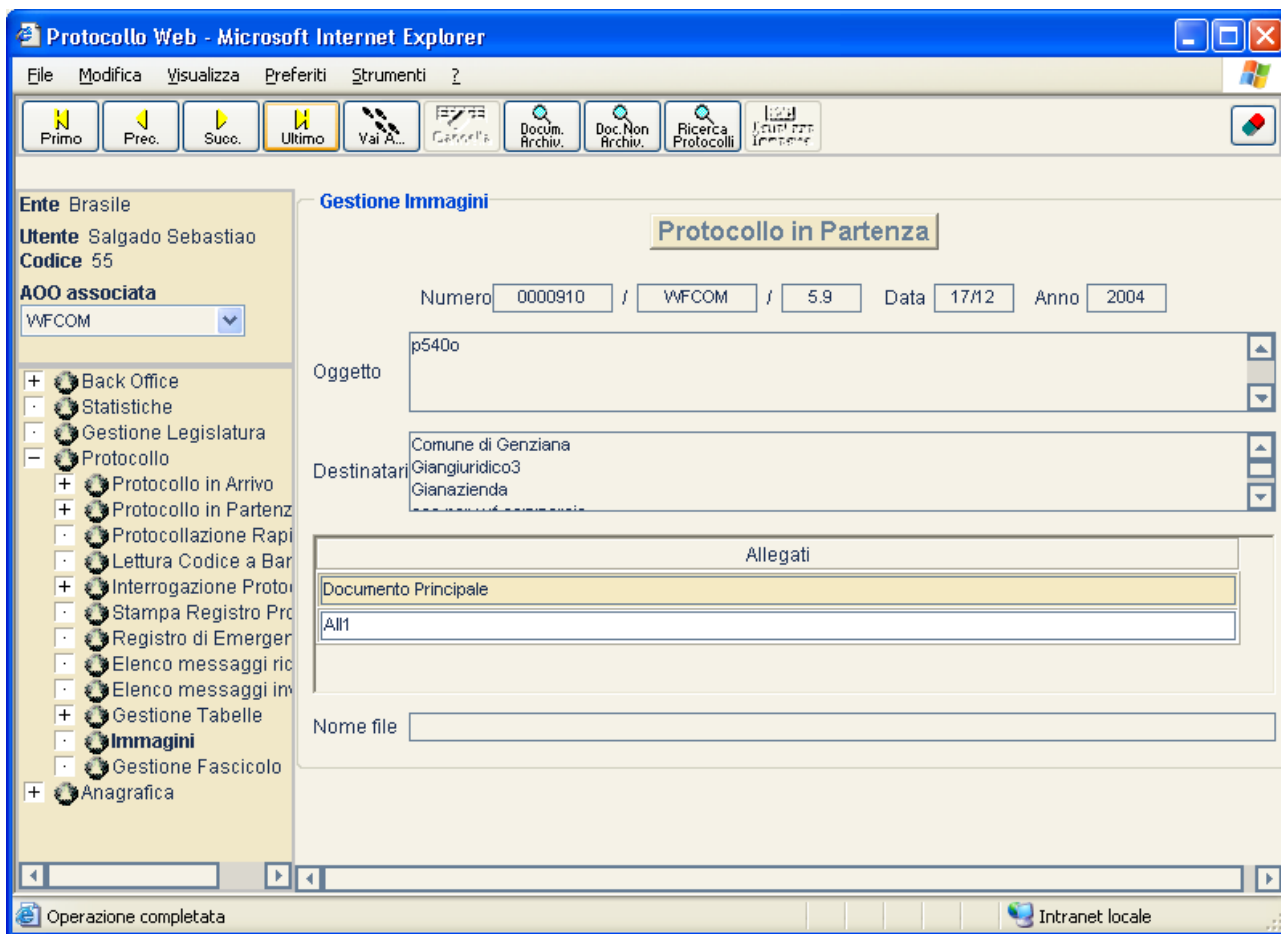 Protocollo Web - Microsoft Internet Explorer
File Modifica Visualizza Preferiti Strumenti ?
Primo Prec. Succ. Ultimo Vai A... Cancella Docum. Archiv. Doc.Non Archiv. Ricerca Protocolli
Ente Brasile
Utente Salgado Sebastiao
Codice 55
AOO associata
WFCOM
Back Office
Statistiche
Gestione Legislatura
Protocollo
Protocollo in Arrivo
Protocollo in Partenz
Protocollazione Rapi
Lettura Codice a Bar
Interrogazione Proto
Stampa Registro Pro
Registro di Emergen
Elenco messaggi ric
Elenco messaggi inv
Gestione Tabelle
Immagini
Gestione Fascicolo
Anagrafica
Gestione Immagini
Protocollo in Partenza
Numero 0000910 / WFCOM / 5.9 Data 17/12 Anno 2004
Oggetto p540o
Destinatari Comune di Genziana
Giangiuridico3
Gianazienda
Allegati
Documento Principale
All1
Nome file
Operazione completata
Intranet locale